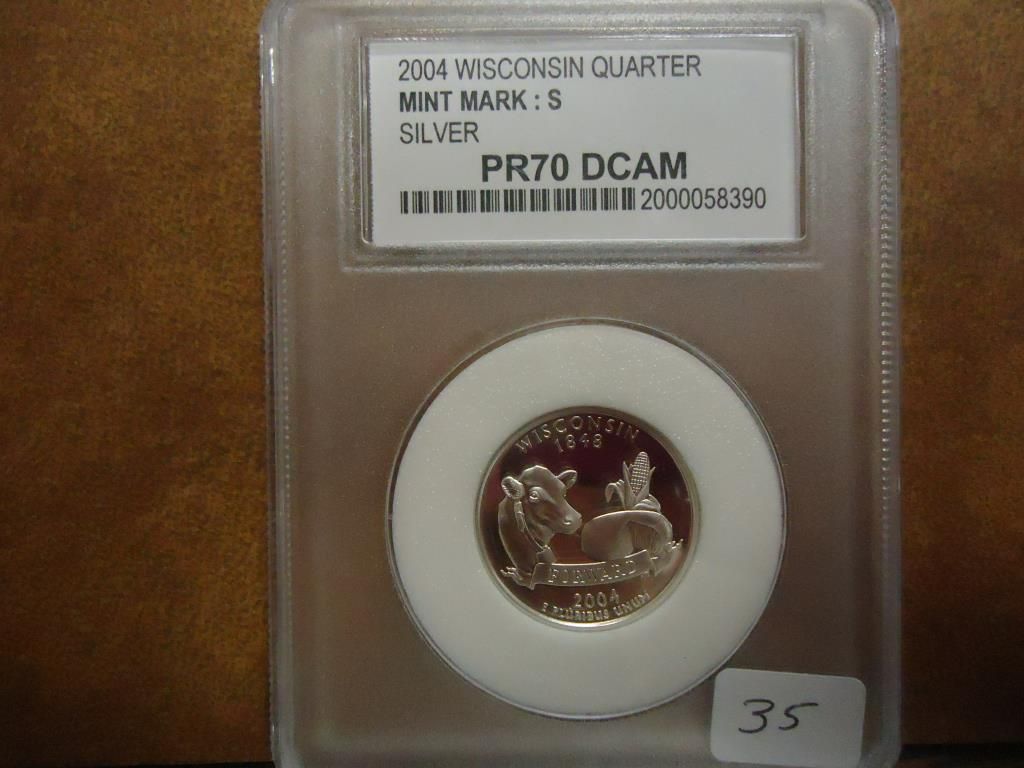 2004 WISCONSIN QUARTER
MINT MARK : S
SILVER
PR70 DCAM
2000058390
WISCONSIN
1848
FORWARD
2004
E PLURIBUS UNUM
35